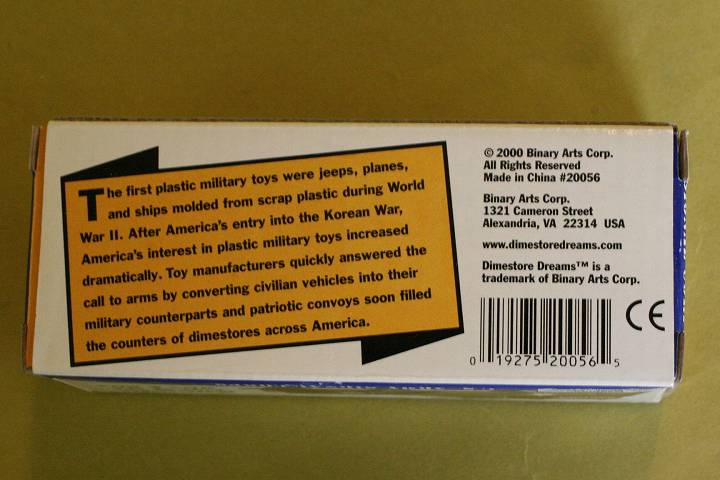 The first plastic military toys were jeeps, planes,
and ships molded from scrap plastic during World
War II. After America's entry into the Korean War,
America's interest in plastic military toys increased
dramatically. Toy manufacturers quickly answered the
call to arms by converting civilian vehicles into their
military counterparts and patriotic convoys soon filled
the counters of dimestores across America.
© 2000 Binary Arts Corp.
All Rights Reserved
Made in China #20056
Binary Arts Corp.
1321 Cameron Street
Alexandria, VA 22314 USA
www.dimestoredreams.com
Dimestore Dreams™ is a
trademark of Binary Arts Corp.
CE
0 19275 20056 5